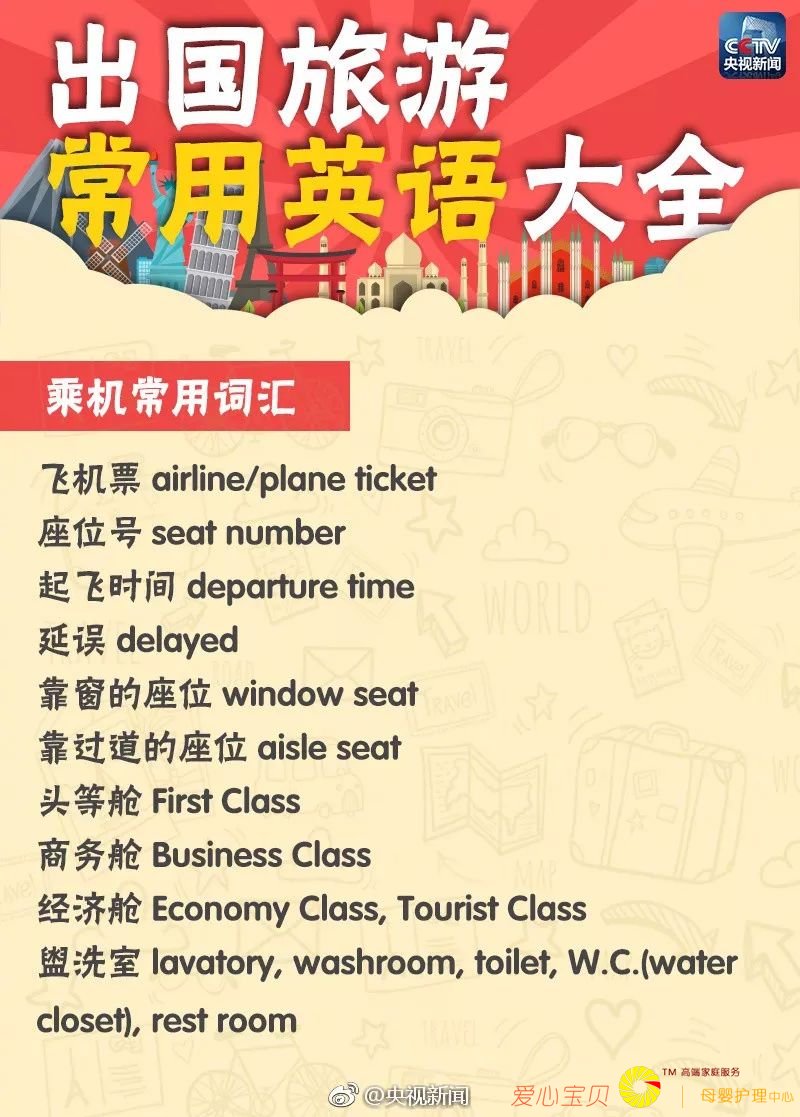 CCTV
央视新闻
出国旅游
常用英语大全
乘机常用词汇
TRAVEL
飞机票 airline/plane ticket
座位号 seat number
起飞时间 departure time
WORLD
延误 delayed
Travel
靠窗的座位 window seat
Travel
靠过道的座位 aisle seat
头等舱 First Class
商务舱 Business Class
MAP
经济舱 Economy Class, Tourist Class
盥洗室 lavatory, washroom, toilet, W.C.(water
closet), rest room
@央视新闻
爱心宝贝
TM 高端家庭服务
母婴护理中心